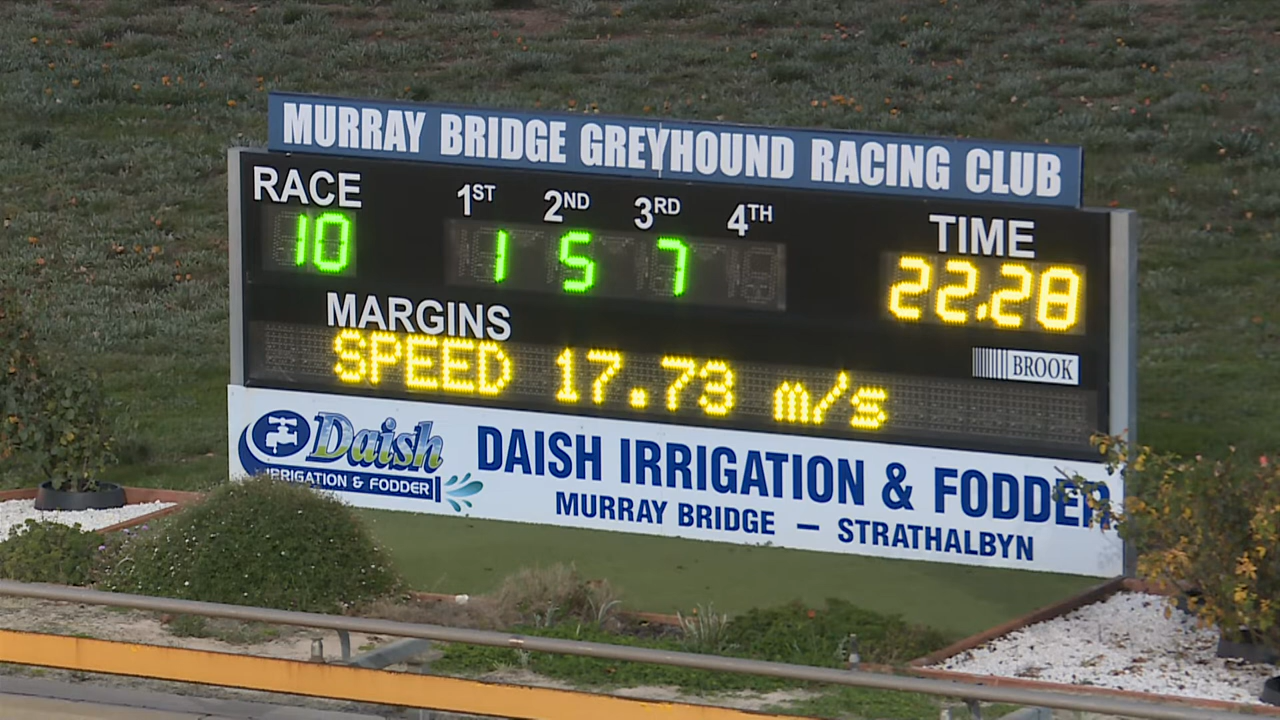 MURRAY BRIDGE GREYHOUND RACING CLUB
RACE 1ST 2ND 3RD 4TH TIME
10 1 5 7 22.28
MARGINS
BROOK
SPEED 17.73 m/s
Daish
IRRIGATION & FODDER
DAISH IRRIGATION & FODDER
MURRAY BRIDGE – STRATHALBYN